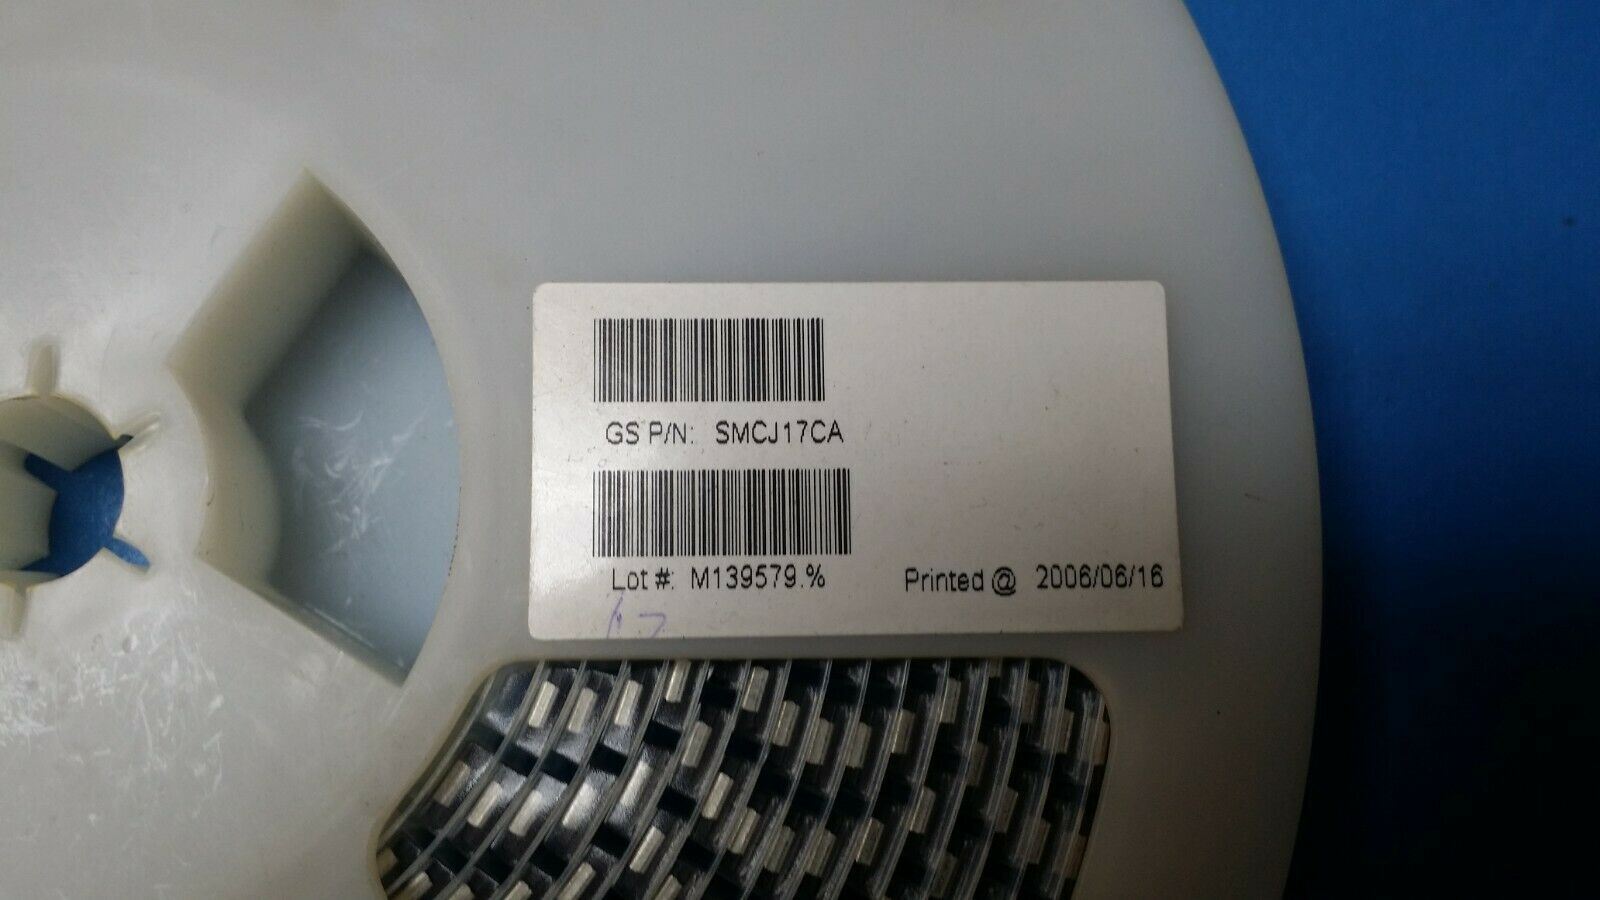 GS P/N: SMCJ17CA
Lot #: M139579.%
Printed @ 2006/06/16